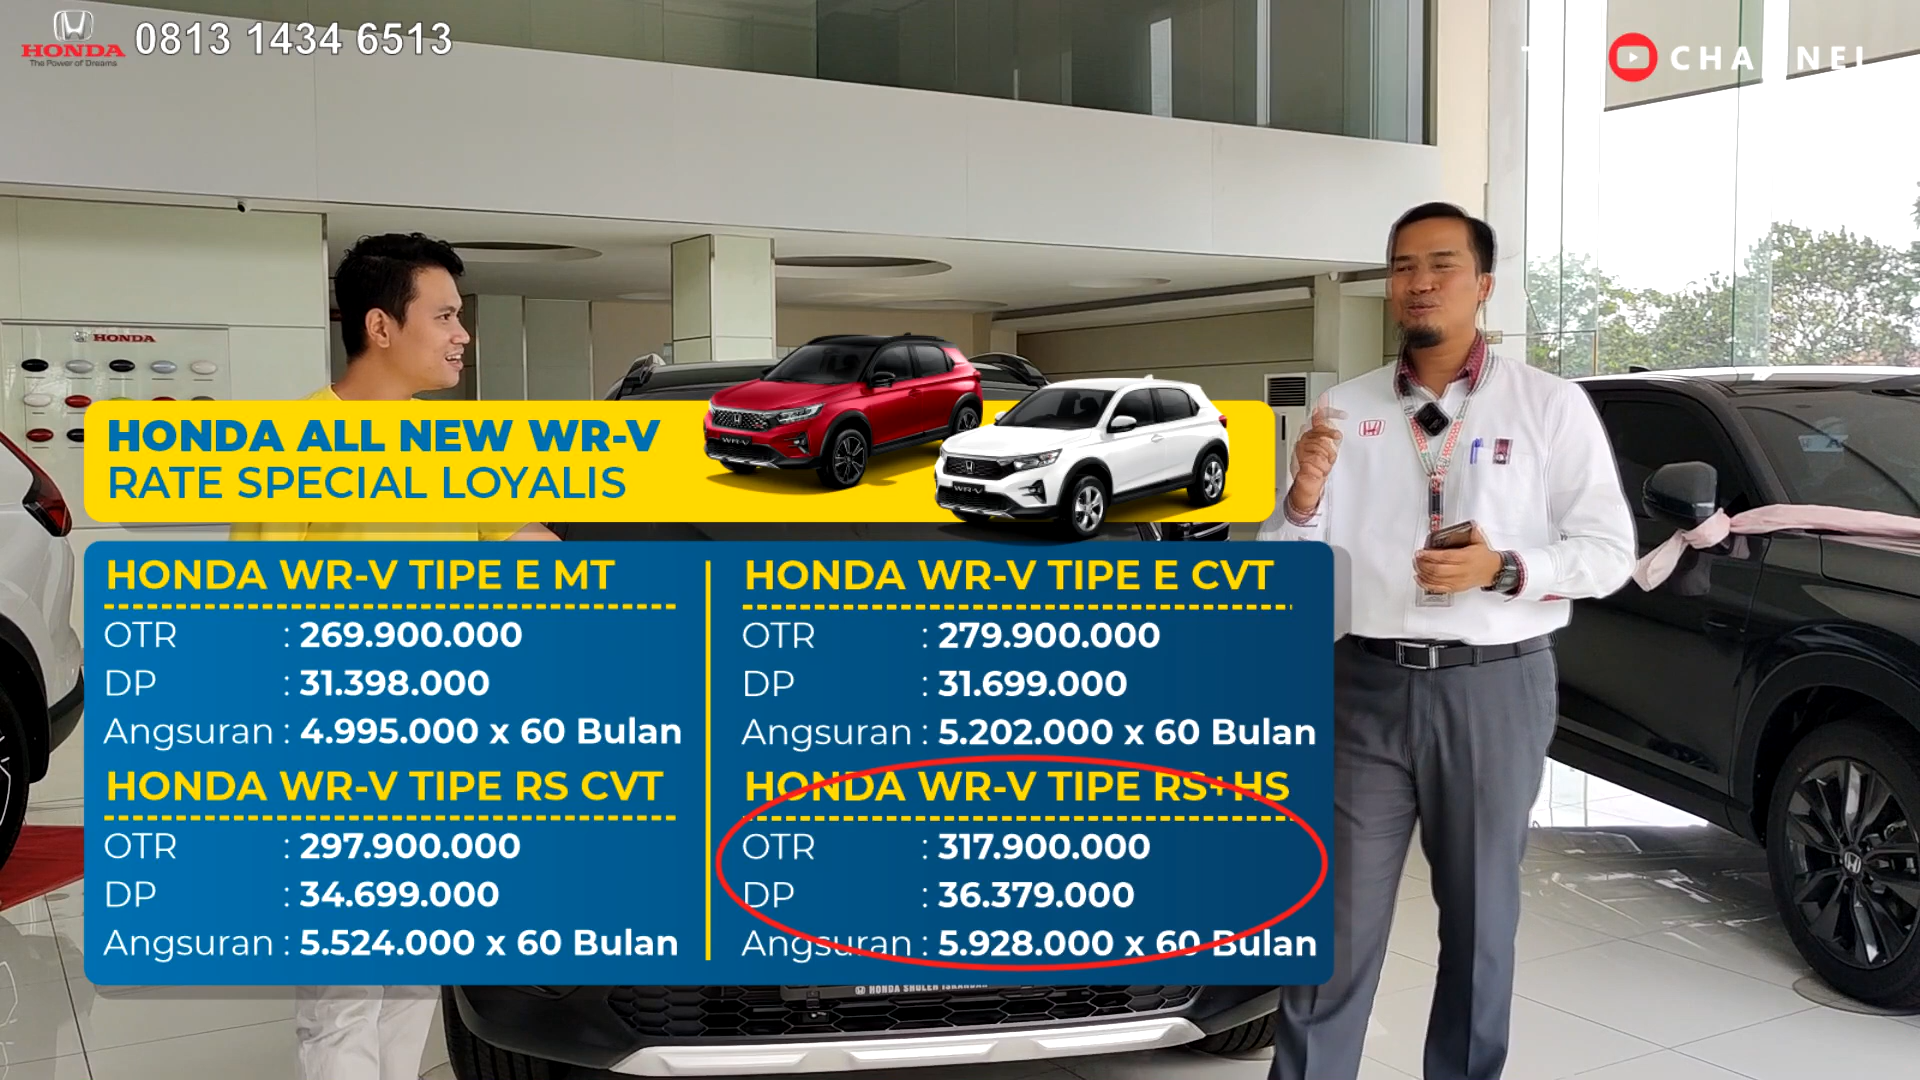 HONDA
The Power of Dreams
0813 1434 6513
HONDA
HONDA ALL NEW WR-V
RATE SPECIAL LOYALIS
WR-V
WR-V
HONDA WR-V TIPE E MT
OTR : 269.900.000
DP : 31.398.000
Angsuran : 4.995.000 x 60 Bulan
HONDA WR-V TIPE E CVT
OTR : 279.900.000
DP : 31.699.000
Angsuran : 5.202.000 x 60 Bulan
HONDA WR-V TIPE RS CVT
OTR : 297.900.000
DP : 34.699.000
Angsuran : 5.524.000 x 60 Bulan
HONDA WR-V TIPE RS+HS
OTR : 317.900.000
DP : 36.379.000
Angsuran : 5.928.000 x 60 Bulan